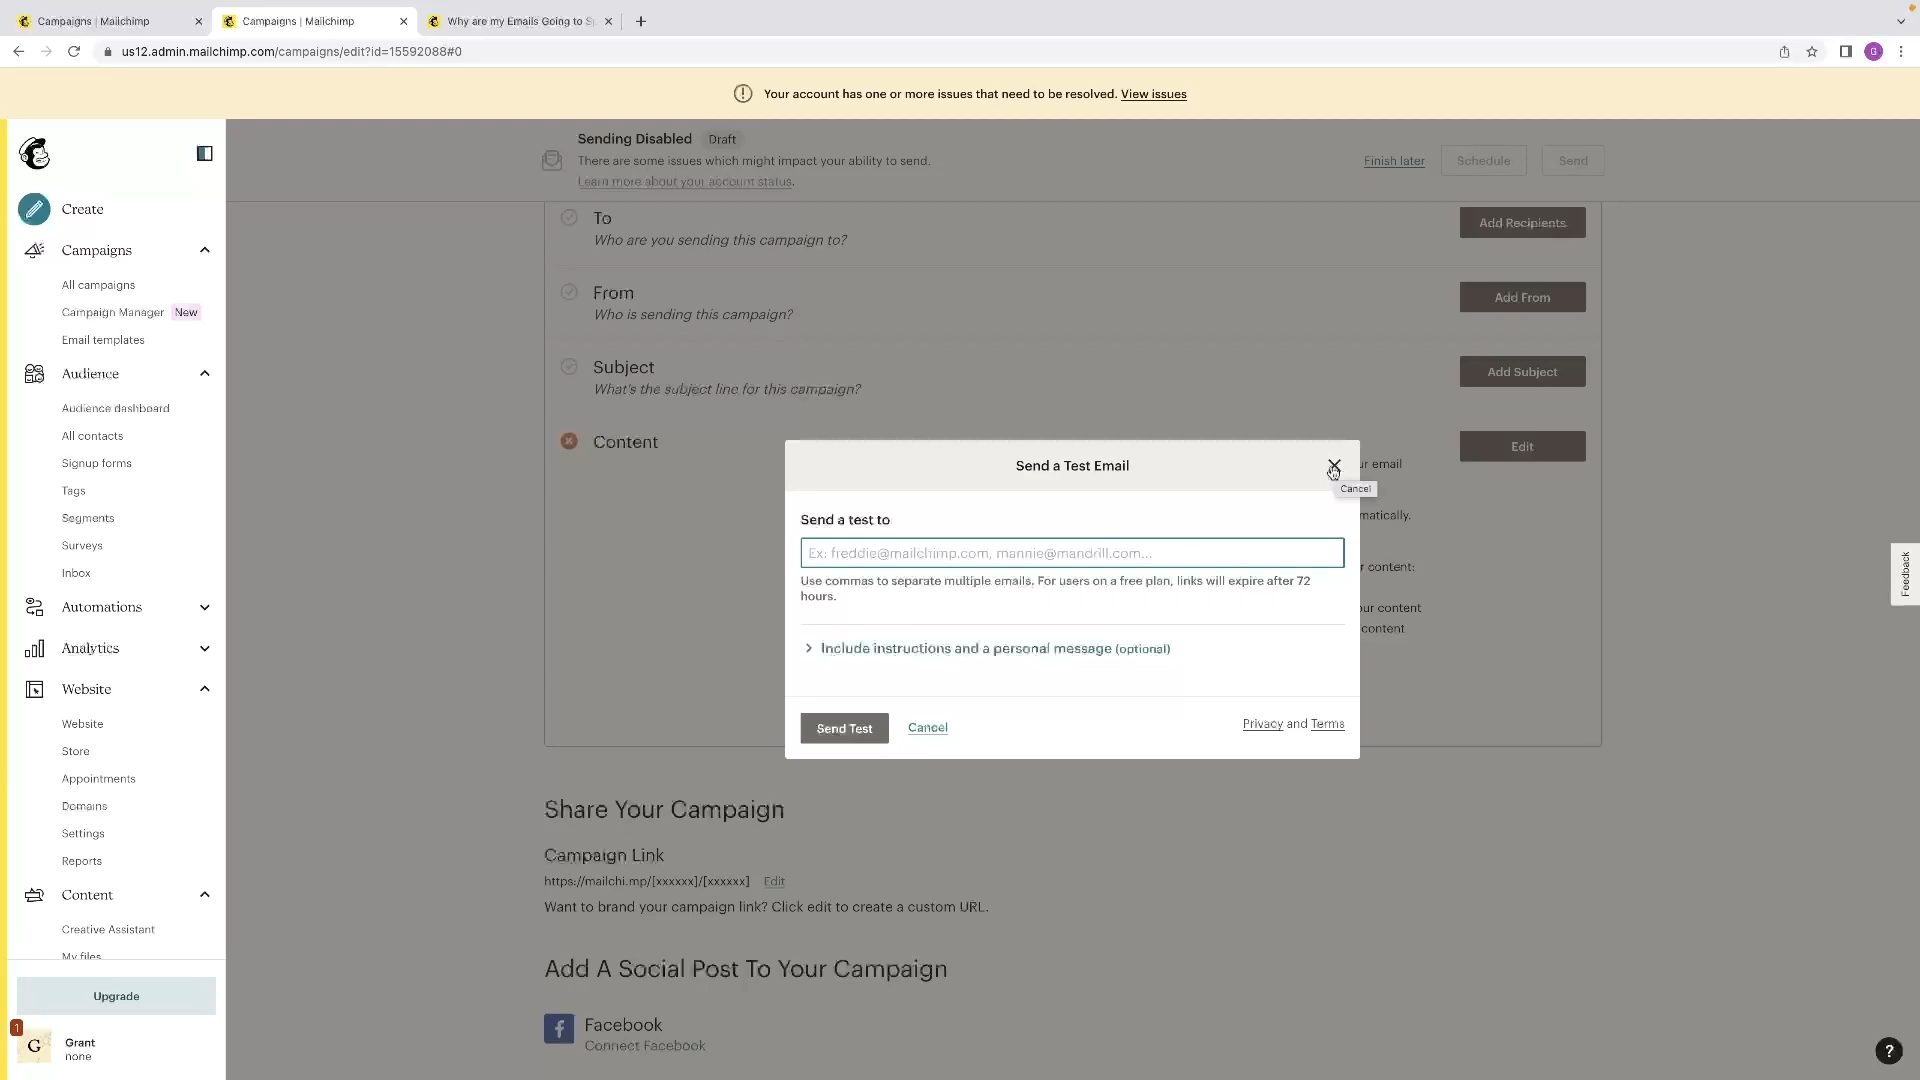 Campaigns | Mailchimp
Campaigns | Mailchimp
Why are my Emails Going to Sp
us12.admin.mailchimp.com/campaigns/edit?id=15592088#0
G
Your account has one or more issues that need to be resolved. View issues
Sending Disabled Draft
There are some issues which might impact your ability to send.
Learn more about your account status.
Finish later
Schedule
Send
Create
Campaigns
All campaigns
Campaign Manager New
Email templates
Audience
Audience dashboard
All contacts
Signup forms
Tags
Segments
Surveys
Inbox
Automations
Analytics
Website
Website
Store
Appointments
Domains
Settings
Reports
Content
Creative Assistant
My files
Upgrade
1
G
Grant
none
To
Who are you sending this campaign to?
Add Recipients
From
Who is sending this campaign?
Add From
Subject
What's the subject line for this campaign?
Add Subject
Content
Edit
email
content:
content
content
Send a Test Email
Cancel
Send a test to
Ex: freddie@mailchimp.com, mannie@mandrill.com...
Use commas to separate multiple emails. For users on a free plan, links will expire after 72
hours.
Include instructions and a personal message (optional)
Send Test
Cancel
Privacy and Terms
Share Your Campaign
Campaign Link
https://mailchi.mp/[xxxxxx]/[xxxxxx] Edit
Want to brand your campaign link? Click edit to create a custom URL.
Add A Social Post To Your Campaign
Facebook
Connect Facebook
Feedback
?